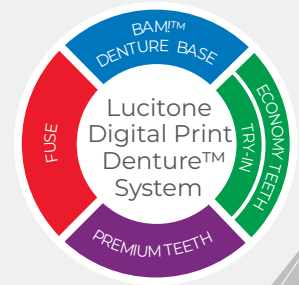 BAM!™
DENTURE BASE
ECONOMY TEETH
TRY-IN
PREMIUM TEETH
FUSE
Lucitone
Digital Print
Denture™
System